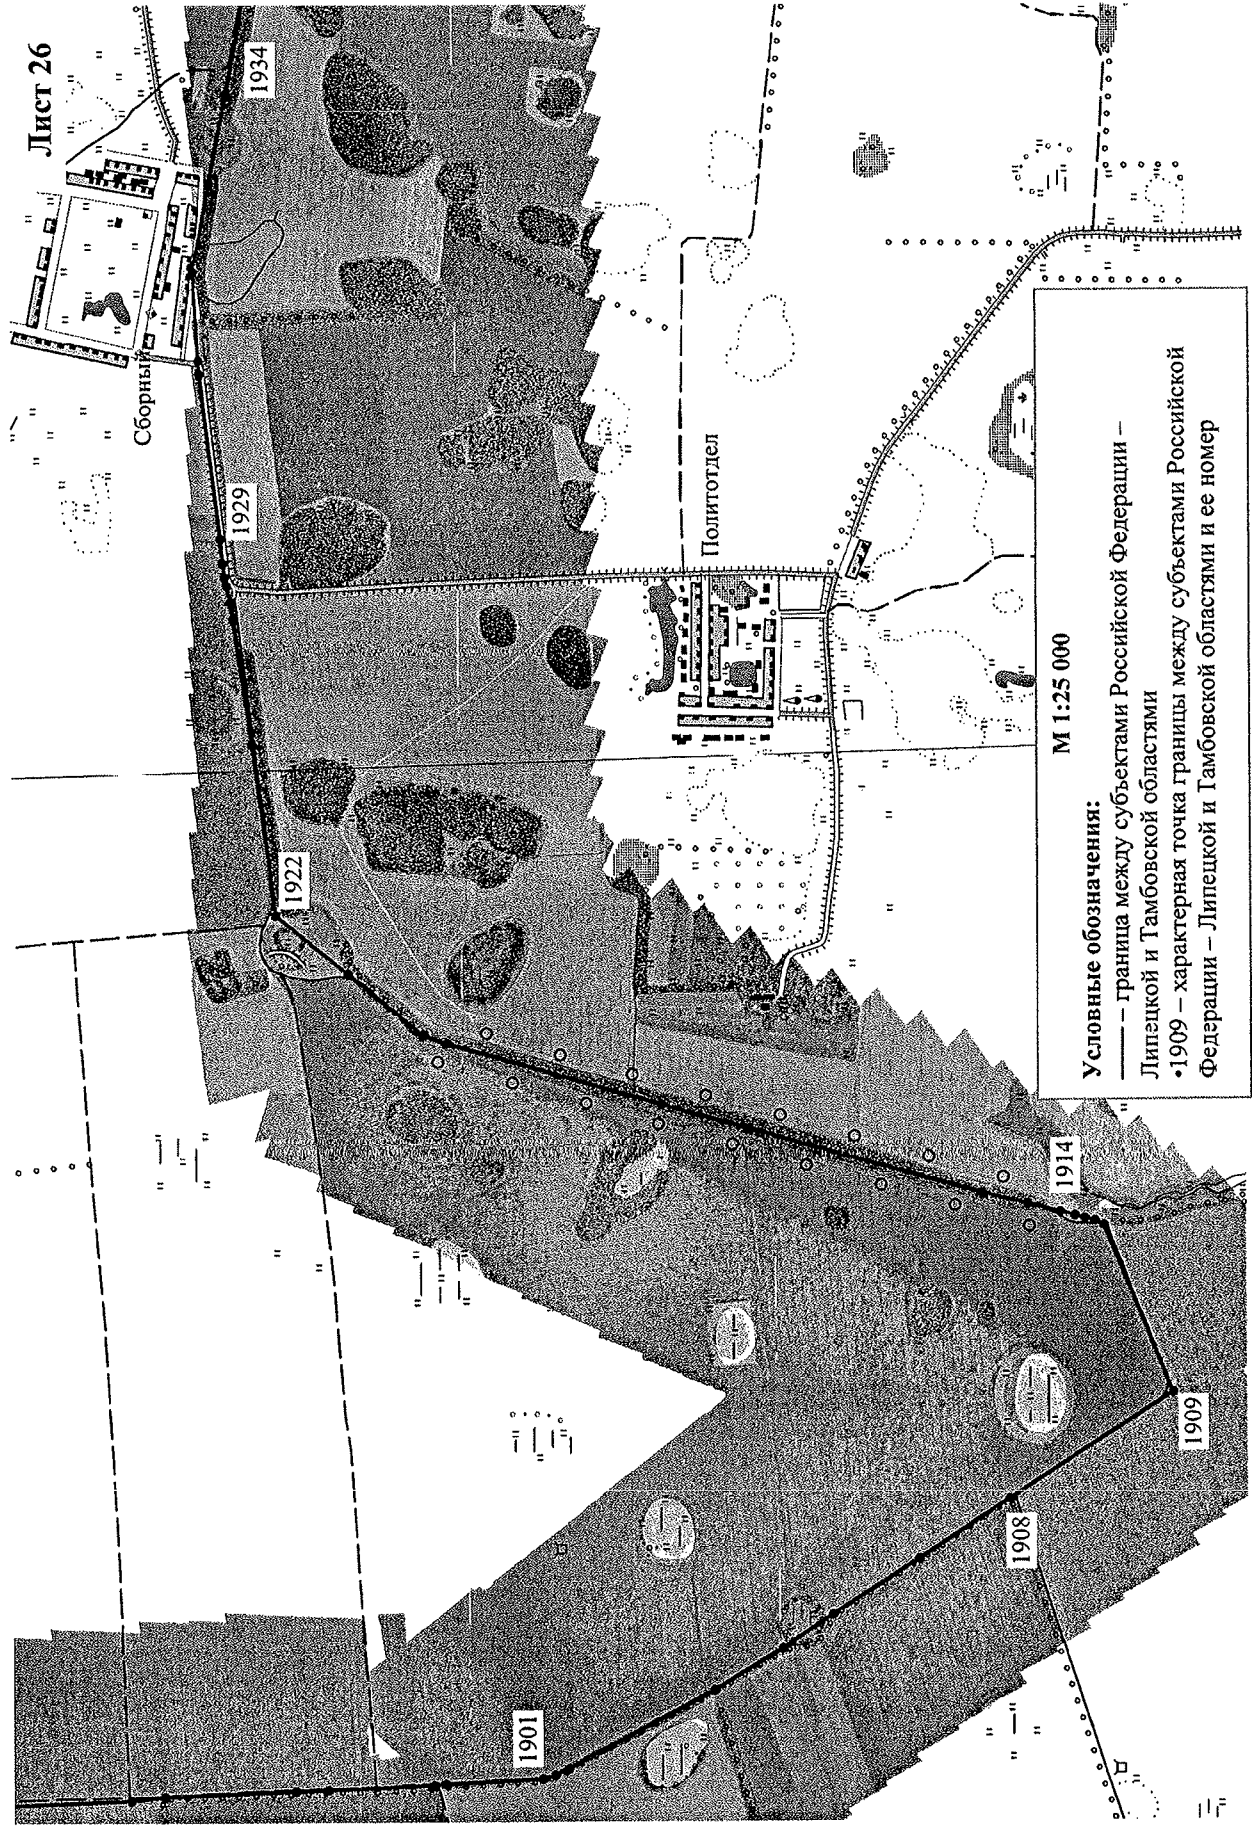 Лист 26
Сборный
1934
1929
1922
Политотдел
1914
1909
1908
1901
М 1:25 000
Условные обозначения:
—— – граница между субъектами Российской Федерации –
Липецкой и Тамбовской областями
•1909 – характерная точка границы между субъектами Российской
Федерации – Липецкой и Тамбовской областями и ее номер